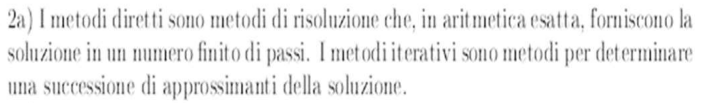 2a) I metodi diretti sono metodi di risoluzione che, in aritmetica esatta, forniscono la
soluzione in un numero finito di passi. I metodi iterativi sono metodi per determinare
una successione di approssimanti della soluzione.